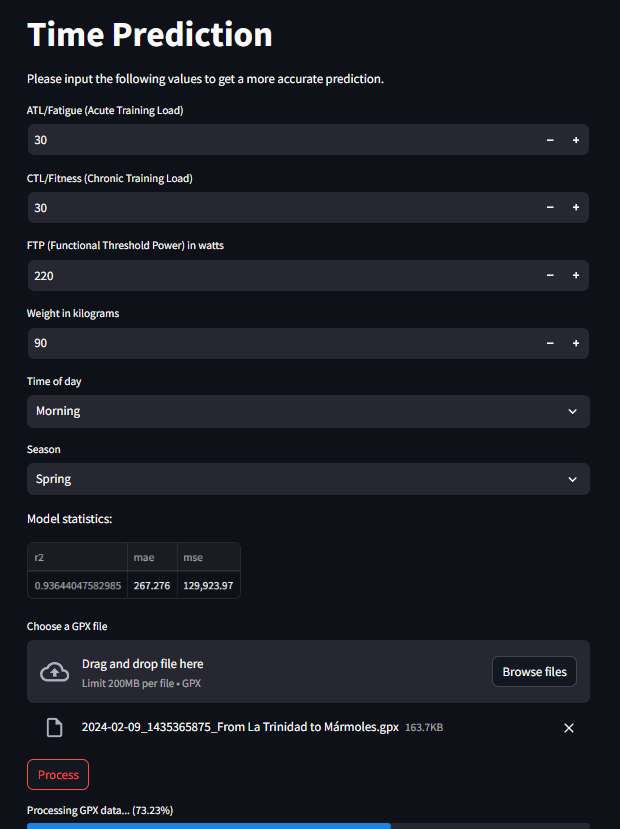 Time Prediction
Please input the following values to get a more accurate prediction.
ATL/Fatigue (Acute Training Load)
30
CTL/Fitness (Chronic Training Load)
30
FTP (Functional Threshold Power) in watts
220
Weight in kilograms
90
Time of day
Morning
Season
Spring
Model statistics:
r2 mae mse
0.93644047582985 267.276 129,923.97
Choose a GPX file
Drag and drop file here
Limit 200MB per file • GPX
Browse files
2024-02-09_1435365875_From La Trinidad to Mármoles.gpx 163.7KB
Process
Processing GPX data... (73.23%)